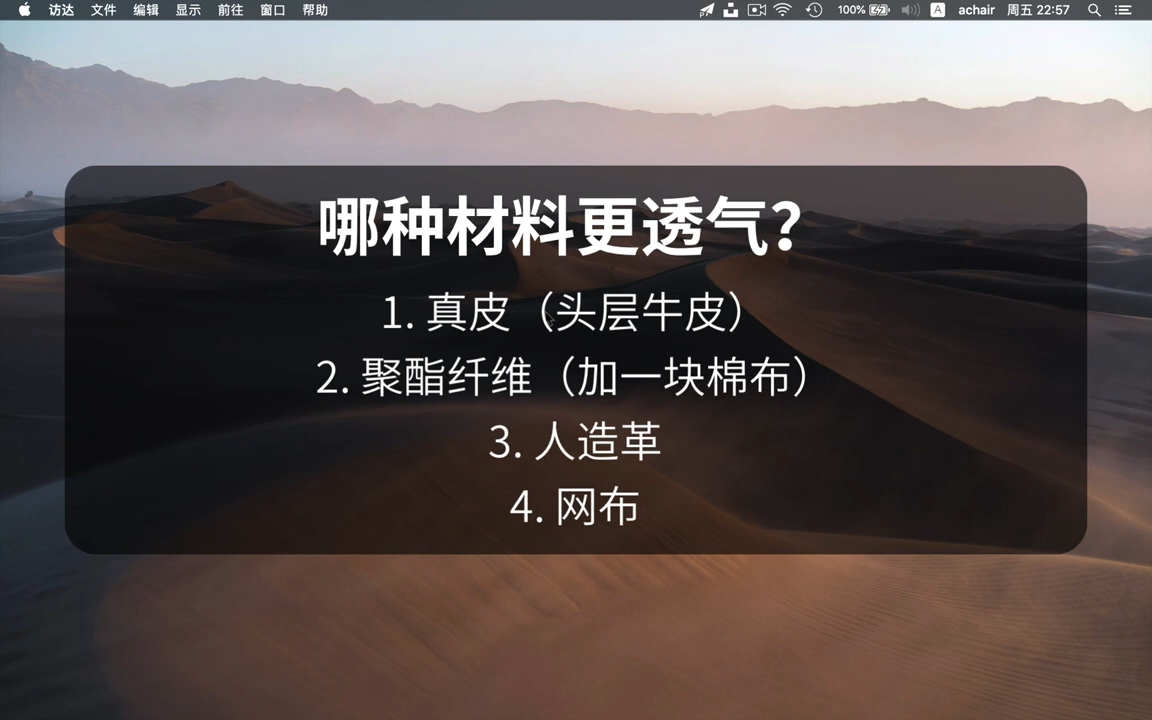 访达 文件 编辑 显示 前往 窗口 帮助 100% A achair 周五 22:57
哪种材料更透气？
1. 真皮（头层牛皮）
2. 聚酯纤维（加一块棉布）
3. 人造革
4. 网布